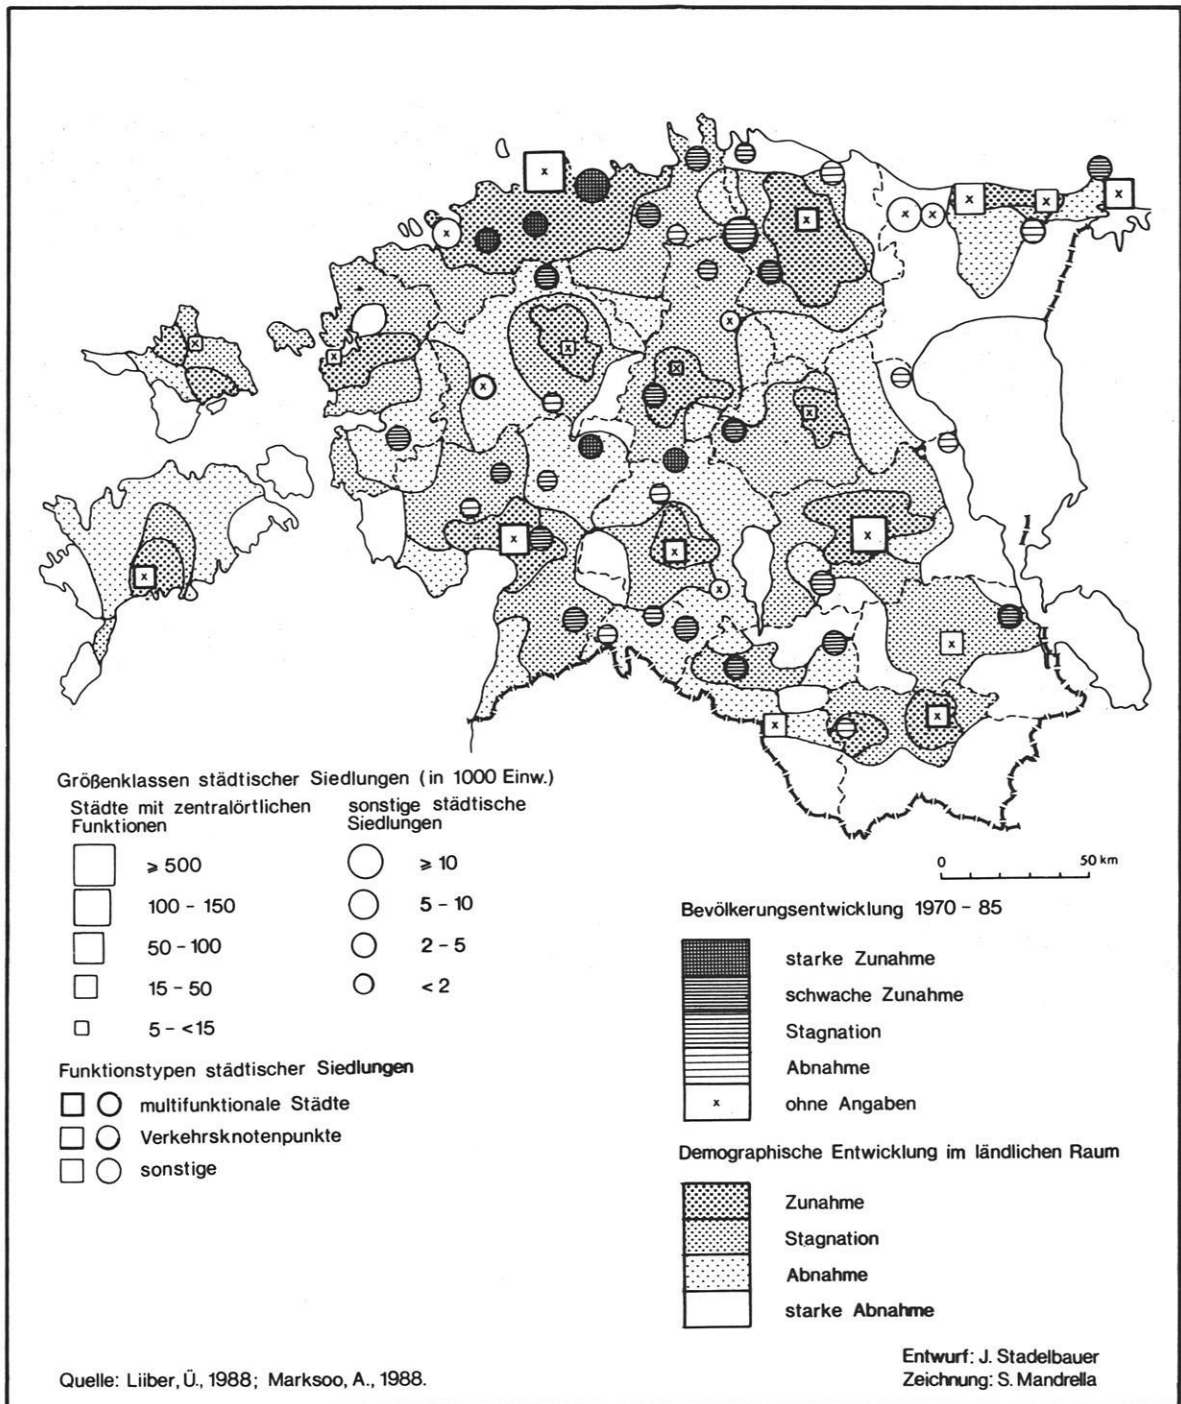 0 50 km
Größenklassen städtischer Siedlungen (in 1000 Einw.)
Städte mit zentralörtlichen
Funktionen
sonstige städtische
Siedlungen
≥ 500
100 - 150
50 - 100
15 - 50
5 - <15
≥ 10
5 - 10
2 - 5
< 2
Funktionstypen städtischer Siedlungen
multifunktionale Städte
Verkehrsknotenpunkte
sonstige
Bevölkerungsentwicklung 1970 - 85
starke Zunahme
schwache Zunahme
Stagnation
Abnahme
x ohne Angaben
Demographische Entwicklung im ländlichen Raum
Zunahme
Stagnation
Abnahme
starke Abnahme
Quelle: Liiber, Ü., 1988; Marksoo, A., 1988.
Entwurf: J. Stadelbauer
Zeichnung: S. Mandrella